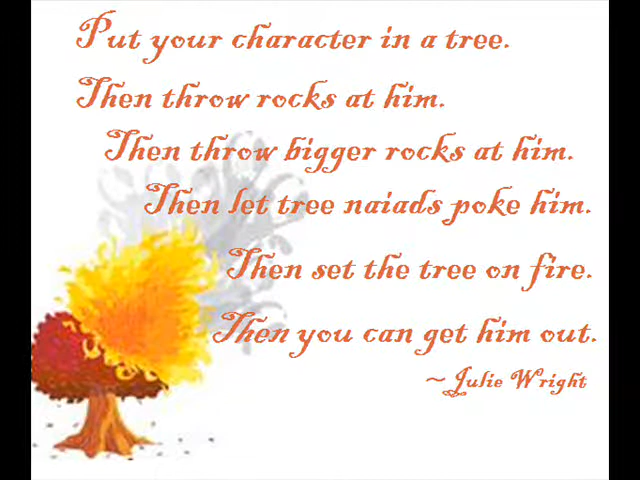 Put your character in a tree.
Then throw rocks at him.
Then throw bigger rocks at him.
Then let tree naiads poke him.
Then set the tree on fire.
Then you can get him out.
~Julie Wright